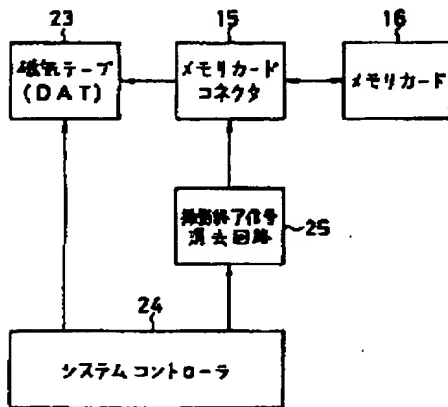 23
15
16
磁気テープ
(DAT)
メモリカード
コネクタ
メモリカード
撮影終了信号
消去回路
25
24
システムコントローラ